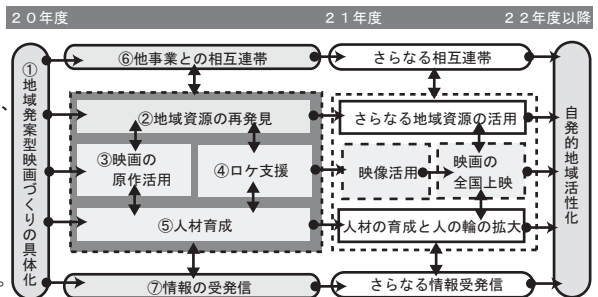 20年度
21年度
22年度以降
①地域発案型映画づくりの具体化
⑥他事業との相互連帯
さらなる相互連帯
②地域資源の再発見
さらなる地域資源の活用
③映画の
原作活用
④ロケ支援
映像活用
映画の
全国上映
⑤人材育成
人材の育成と人の輪の拡大
⑦情報の受発信
さらなる情報受発信
自発的地域活性化
、
。